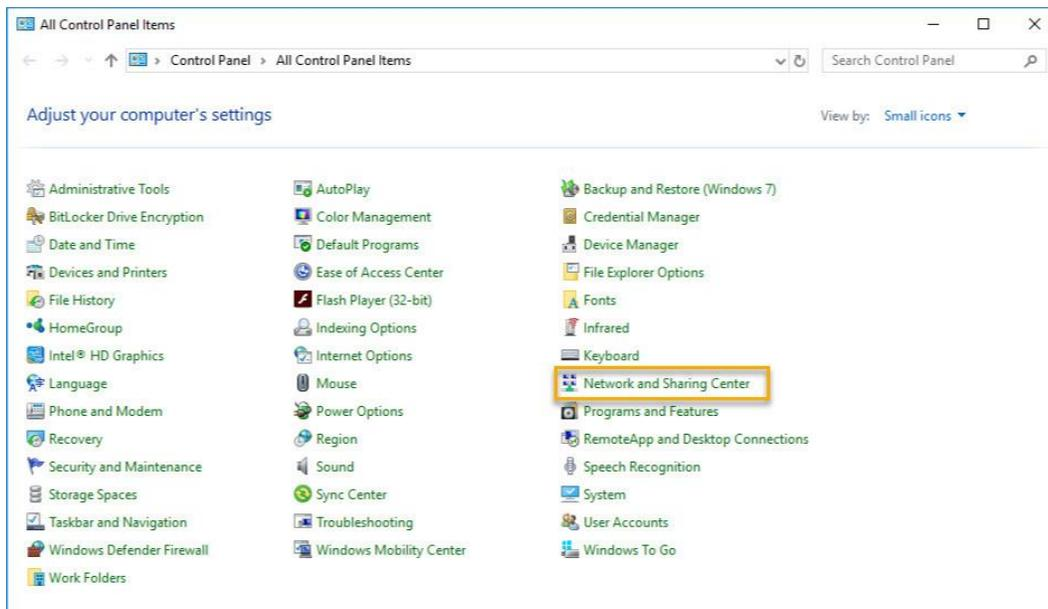 All Control Panel Items
Control Panel > All Control Panel Items
Search Control Panel
Adjust your computer's settings
View by: Small icons
Administrative Tools
AutoPlay
Backup and Restore (Windows 7)
BitLocker Drive Encryption
Color Management
Credential Manager
Date and Time
Default Programs
Device Manager
Devices and Printers
Ease of Access Center
File Explorer Options
File History
Flash Player (32-bit)
Fonts
HomeGroup
Indexing Options
Infrared
Intel® HD Graphics
Internet Options
Keyboard
Language
Mouse
Network and Sharing Center
Phone and Modem
Power Options
Programs and Features
Recovery
Region
RemoteApp and Desktop Connections
Security and Maintenance
Sound
Speech Recognition
Storage Spaces
Sync Center
System
Taskbar and Navigation
Troubleshooting
User Accounts
Windows Defender Firewall
Windows Mobility Center
Windows To Go
Work Folders